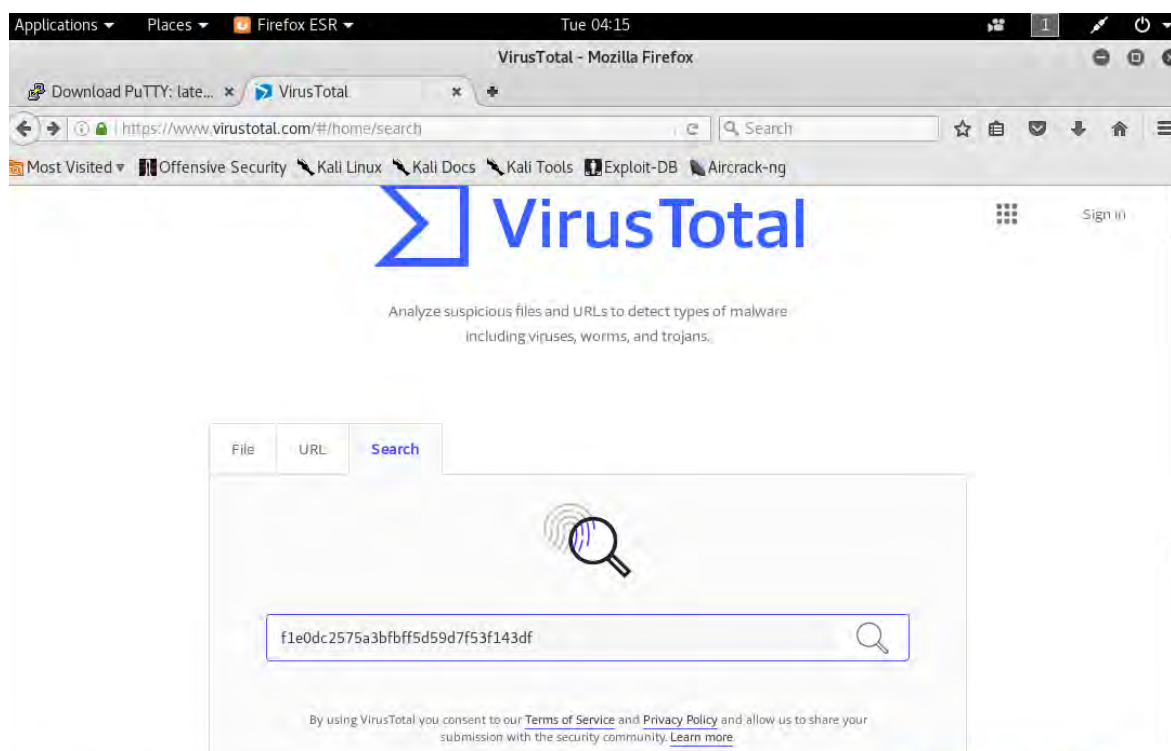 Applications Places Firefox ESR Tue 04:15 1
VirusTotal - Mozilla Firefox
Download PuTTY: late... VirusTotal
https://www.virustotal.com/#/home/search Search
Most Visited Offensive Security Kali Linux Kali Docs Kali Tools Exploit-DB Aircrack-ng
VirusTotal
Sign in
Analyze suspicious files and URLs to detect types of malware
including viruses, worms, and trojans.
File URL Search
f1e0dc2575a3bfbff5d59d7f53f143df
By using VirusTotal you consent to our Terms of Service and Privacy Policy and allow us to share your
submission with the security community. Learn more